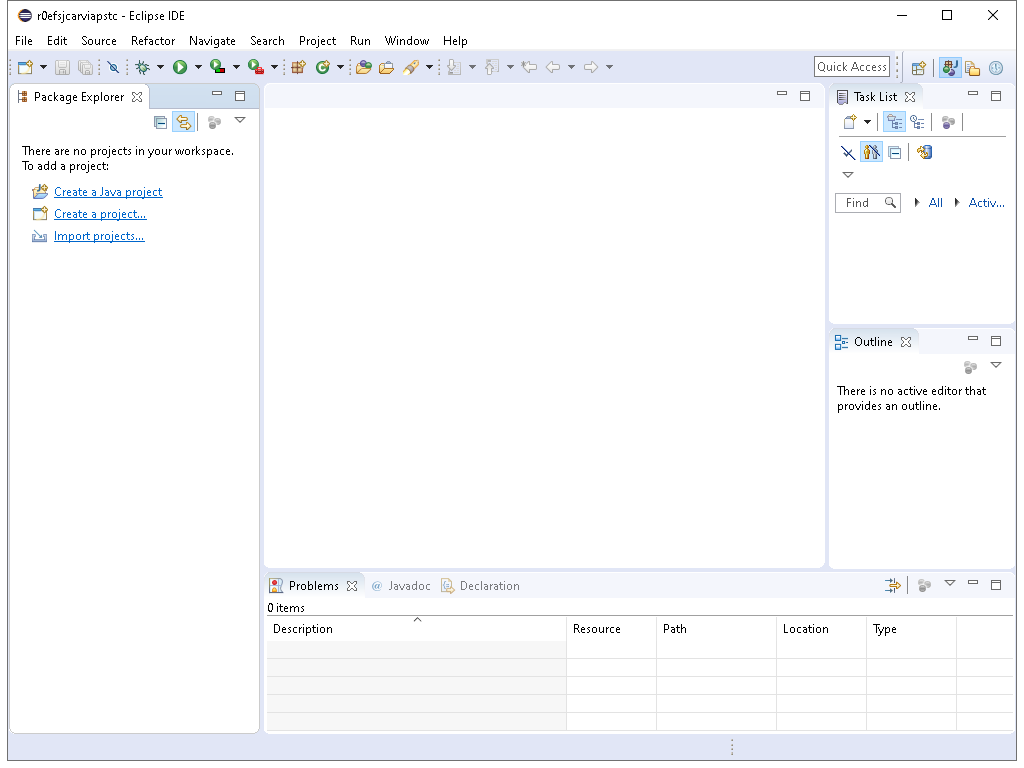 r0efsjcarviapstc - Eclipse IDE
File Edit Source Refactor Navigate Search Project Run Window Help
Quick Access
Package Explorer
Task List
There are no projects in your workspace.
To add a project:
Create a Java project
Create a project...
Import projects...
Find All Activ...
Outline
There is no active editor that
provides an outline.
Problems @ Javadoc Declaration
0 items
Description Resource Path Location Type